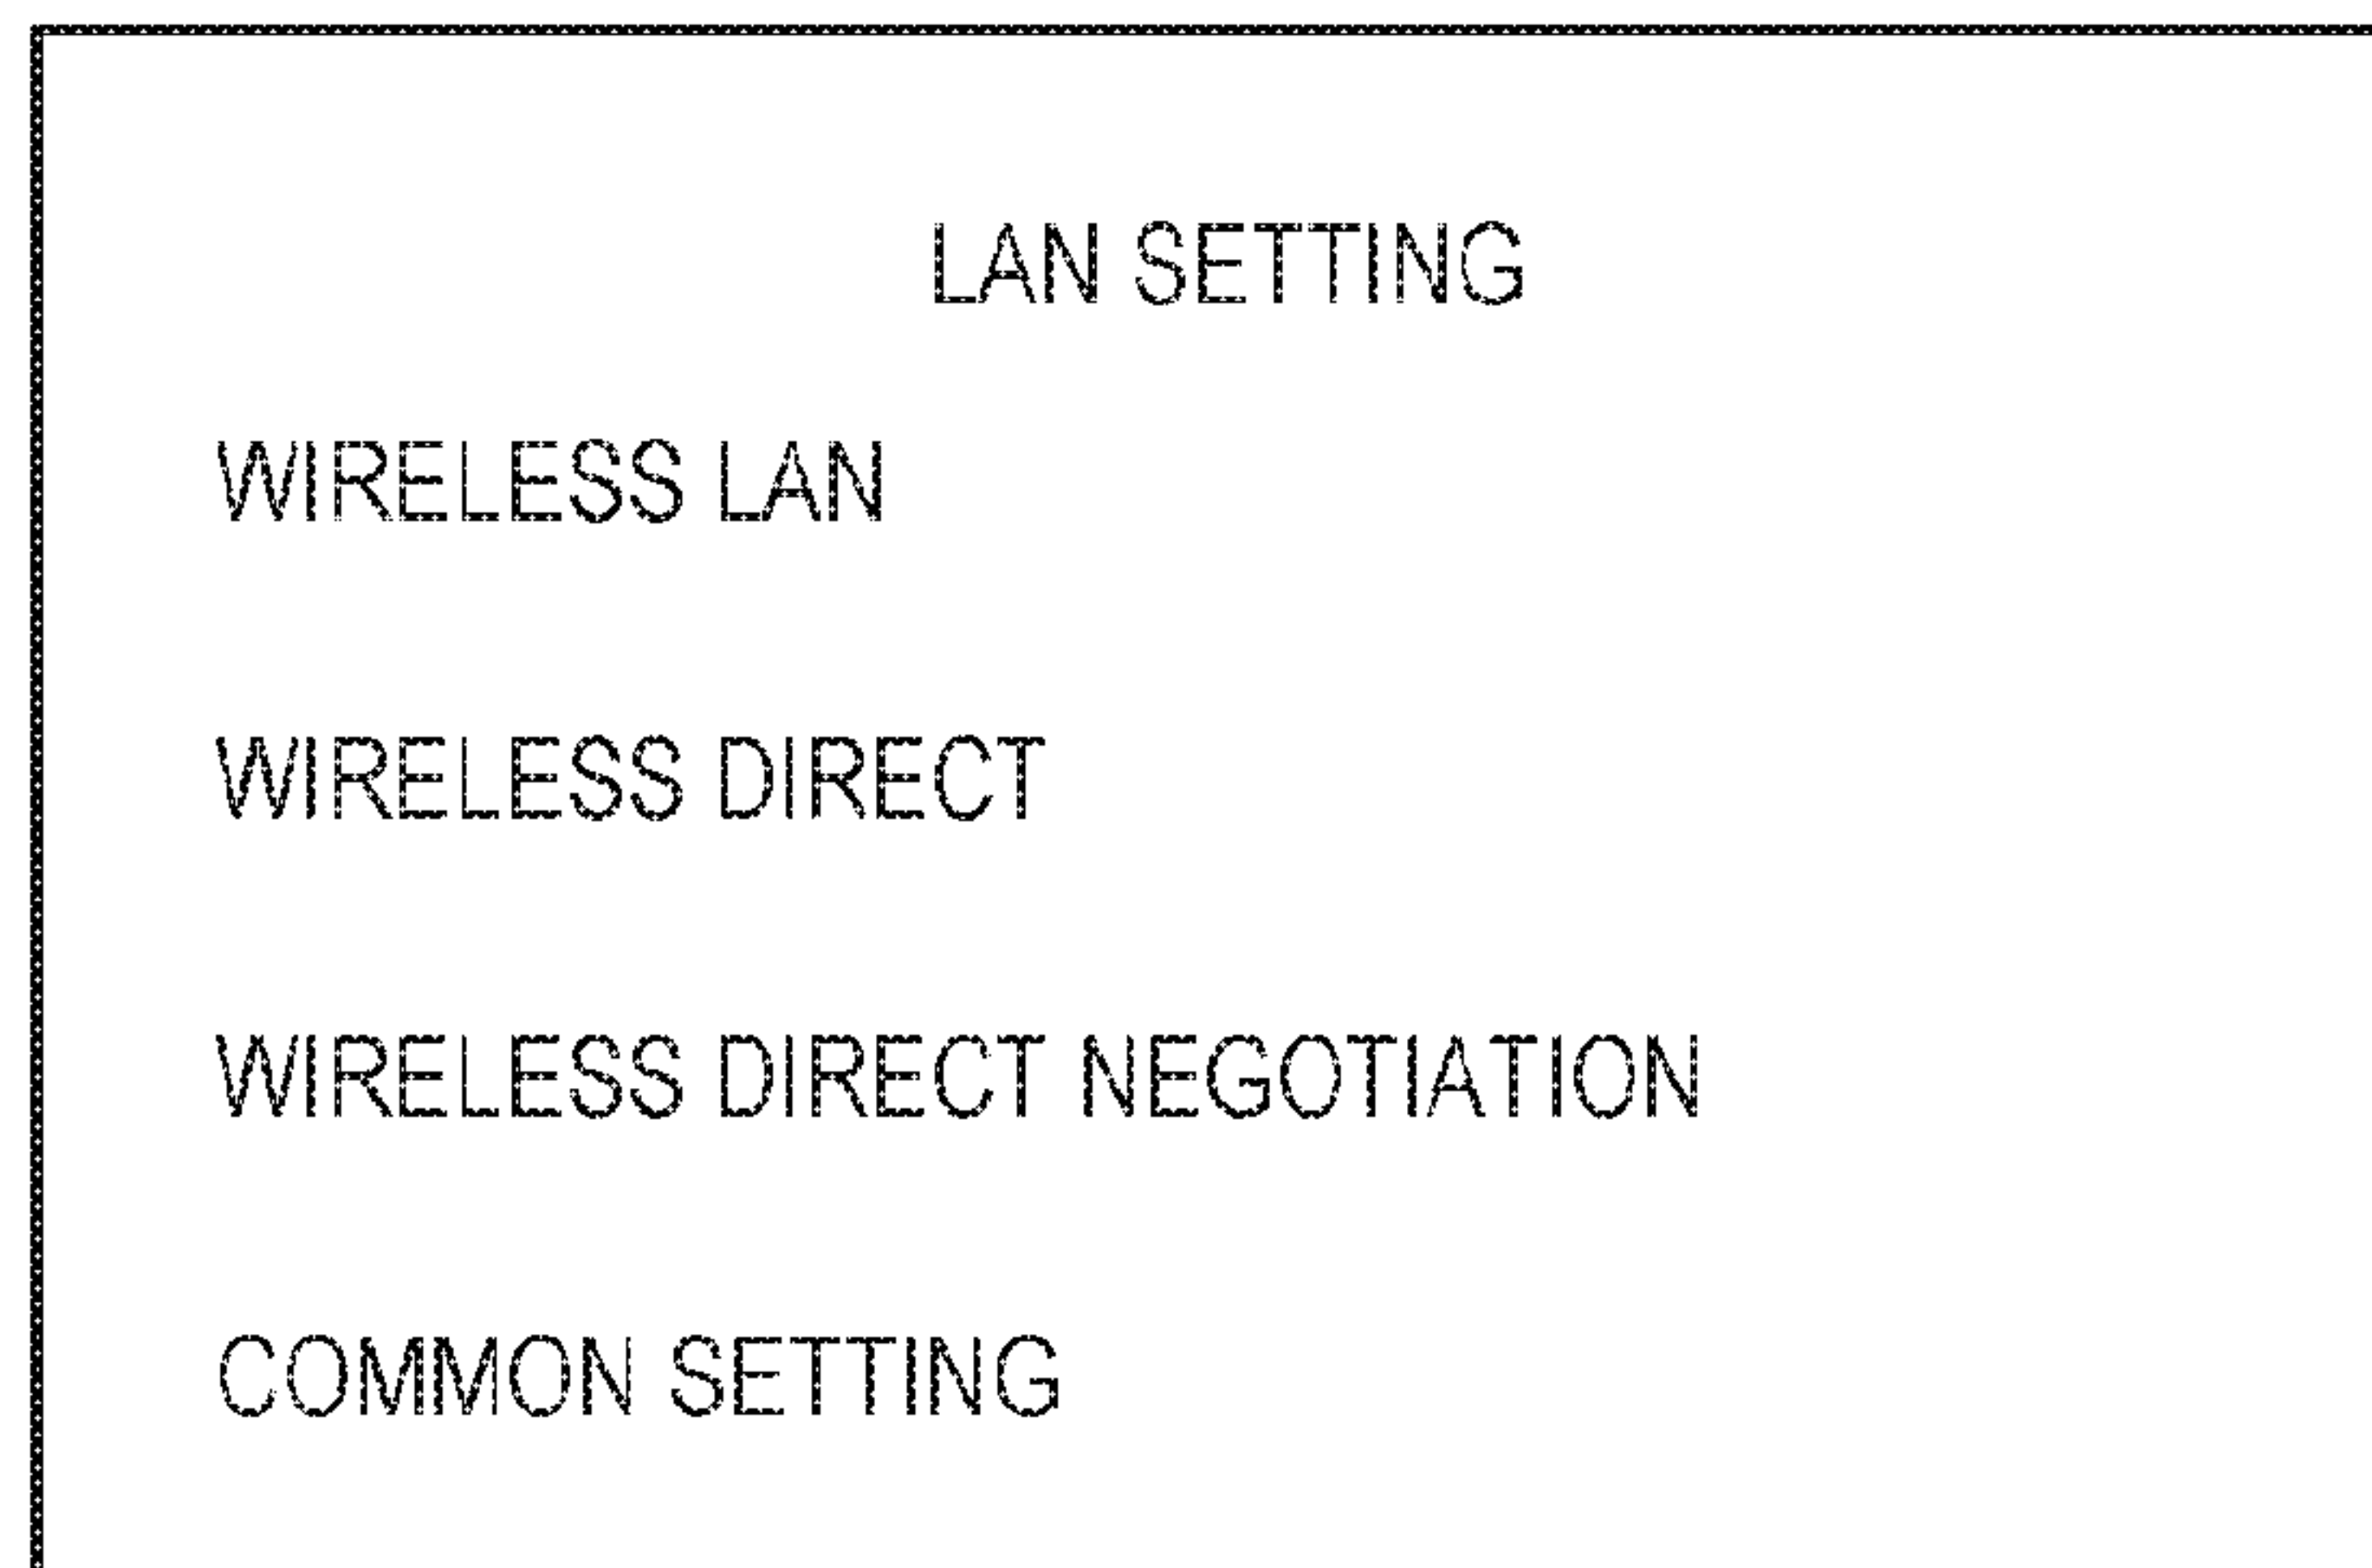 LAN SETTING
WIRELESS LAN
WIRELESS DIRECT
WIRELESS DIRECT NEGOTIATION
COMMON SETTING